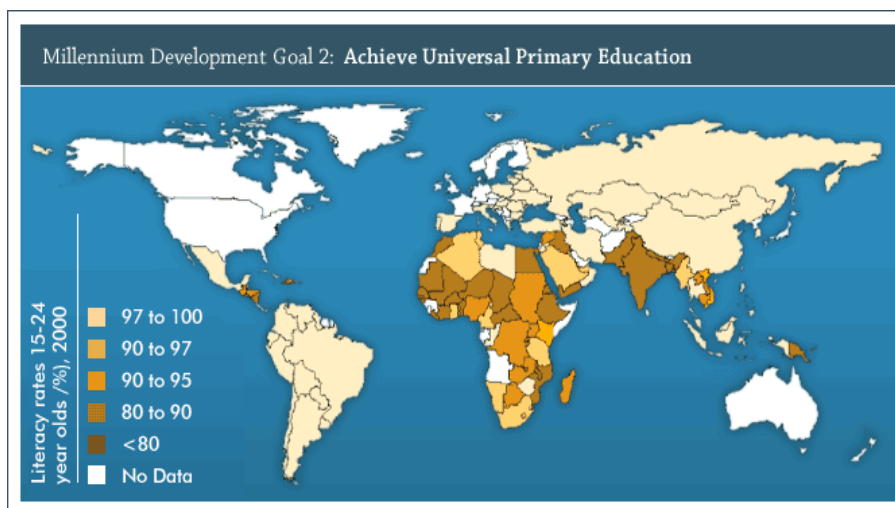 Millennium Development Goal 2: Achieve Universal Primary Education
Literacy rates 15-24
year olds /%), 2000
97 to 100
90 to 97
90 to 95
80 to 90
<80
No Data